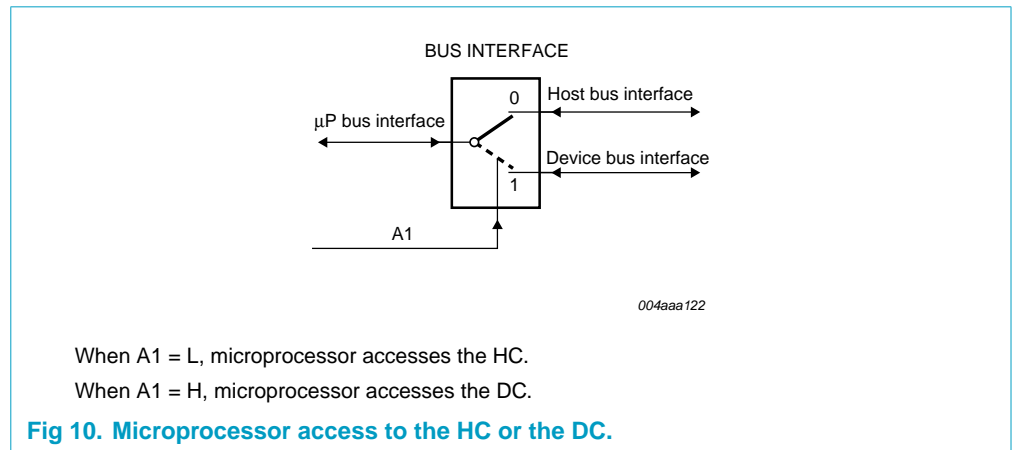 BUS INTERFACE
0
Host bus interface
µP bus interface
Device bus interface
1
A1
004aaa122
When A1 = L, microprocessor accesses the HC.
When A1 = H, microprocessor accesses the DC.
Fig 10. Microprocessor access to the HC or the DC.